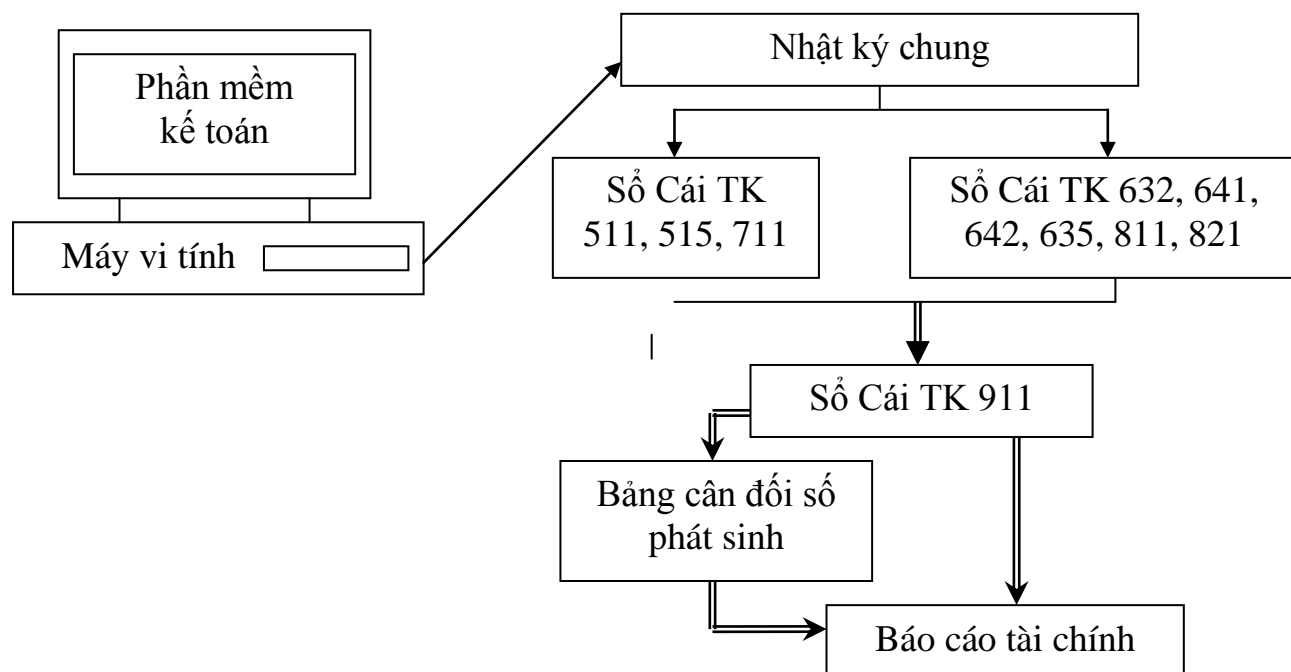 Phần mềm
kế toán
Máy vi tính
Nhật ký chung
Sổ Cái TK
511, 515, 711
Sổ Cái TK 632, 641,
642, 635, 811, 821
Sổ Cái TK 911
Bảng cân đối số
phát sinh
Báo cáo tài chính